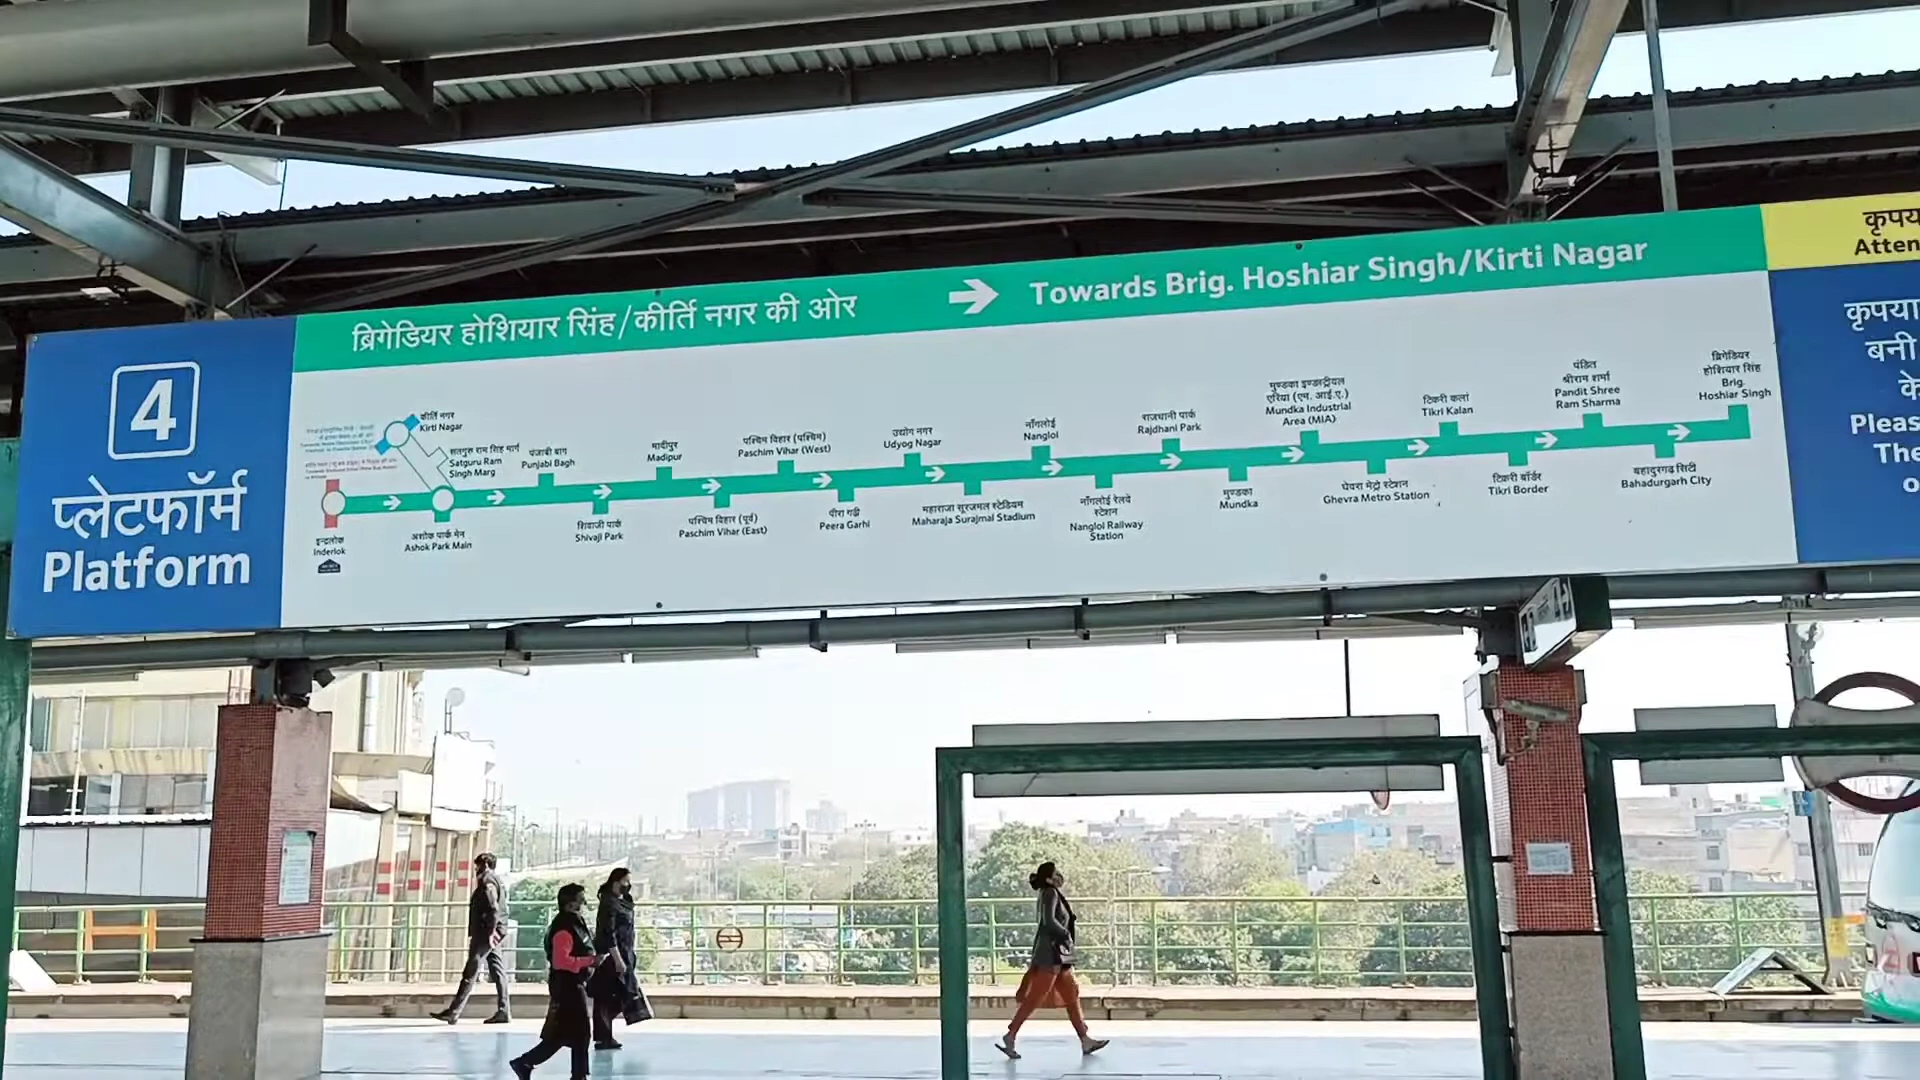 4
प्लेटफॉर्म
Platform
ब्रिगेडियर होशियार सिंह/कीर्ति नगर की ओर
Towards Brig. Hoshiar Singh/Kirti Nagar
कीर्ति नगर
Kirti Nagar
सतगुरु राम सिंह मार्ग
Satguru Ram
Singh Marg
इन्द्रलोक
Inderlok
अशोक पार्क मेन
Ashok Park Main
पंजाबी बाग
Punjabi Bagh
शिवाजी पार्क
Shivaji Park
मादीपुर
Madipur
पश्चिम विहार (पूर्व)
Paschim Vihar (East)
पश्चिम विहार (पश्चिम)
Paschim Vihar (West)
पीरा गढ़ी
Peera Garhi
उद्योग नगर
Udyog Nagar
महाराजा सूरजमल स्टेडियम
Maharaja Surajmal Stadium
नाँगलोई
Nangloi
नाँगलोई रेलवे
स्टेशन
Nangloi Railway
Station
राजधानी पार्क
Rajdhani Park
मुण्डका
Mundka
मुण्डका इण्डस्ट्रीयल
एरिया (एम. आई.ए.)
Mundka Industrial
Area (MIA)
घेवरा मेट्रो स्टेशन
Ghevra Metro Station
टिकरी कलां
Tikri Kalan
टिकरी बॉर्डर
Tikri Border
पंडित
श्रीराम शर्मा
Pandit Shree
Ram Sharma
बहादुरगढ़ सिटी
Bahadurgarh City
ब्रिगेडियर
होशियार सिंह
Brig.
Hoshiar Singh
कृपय
Atten
कृपया
बनी
के
Pleas
The
o